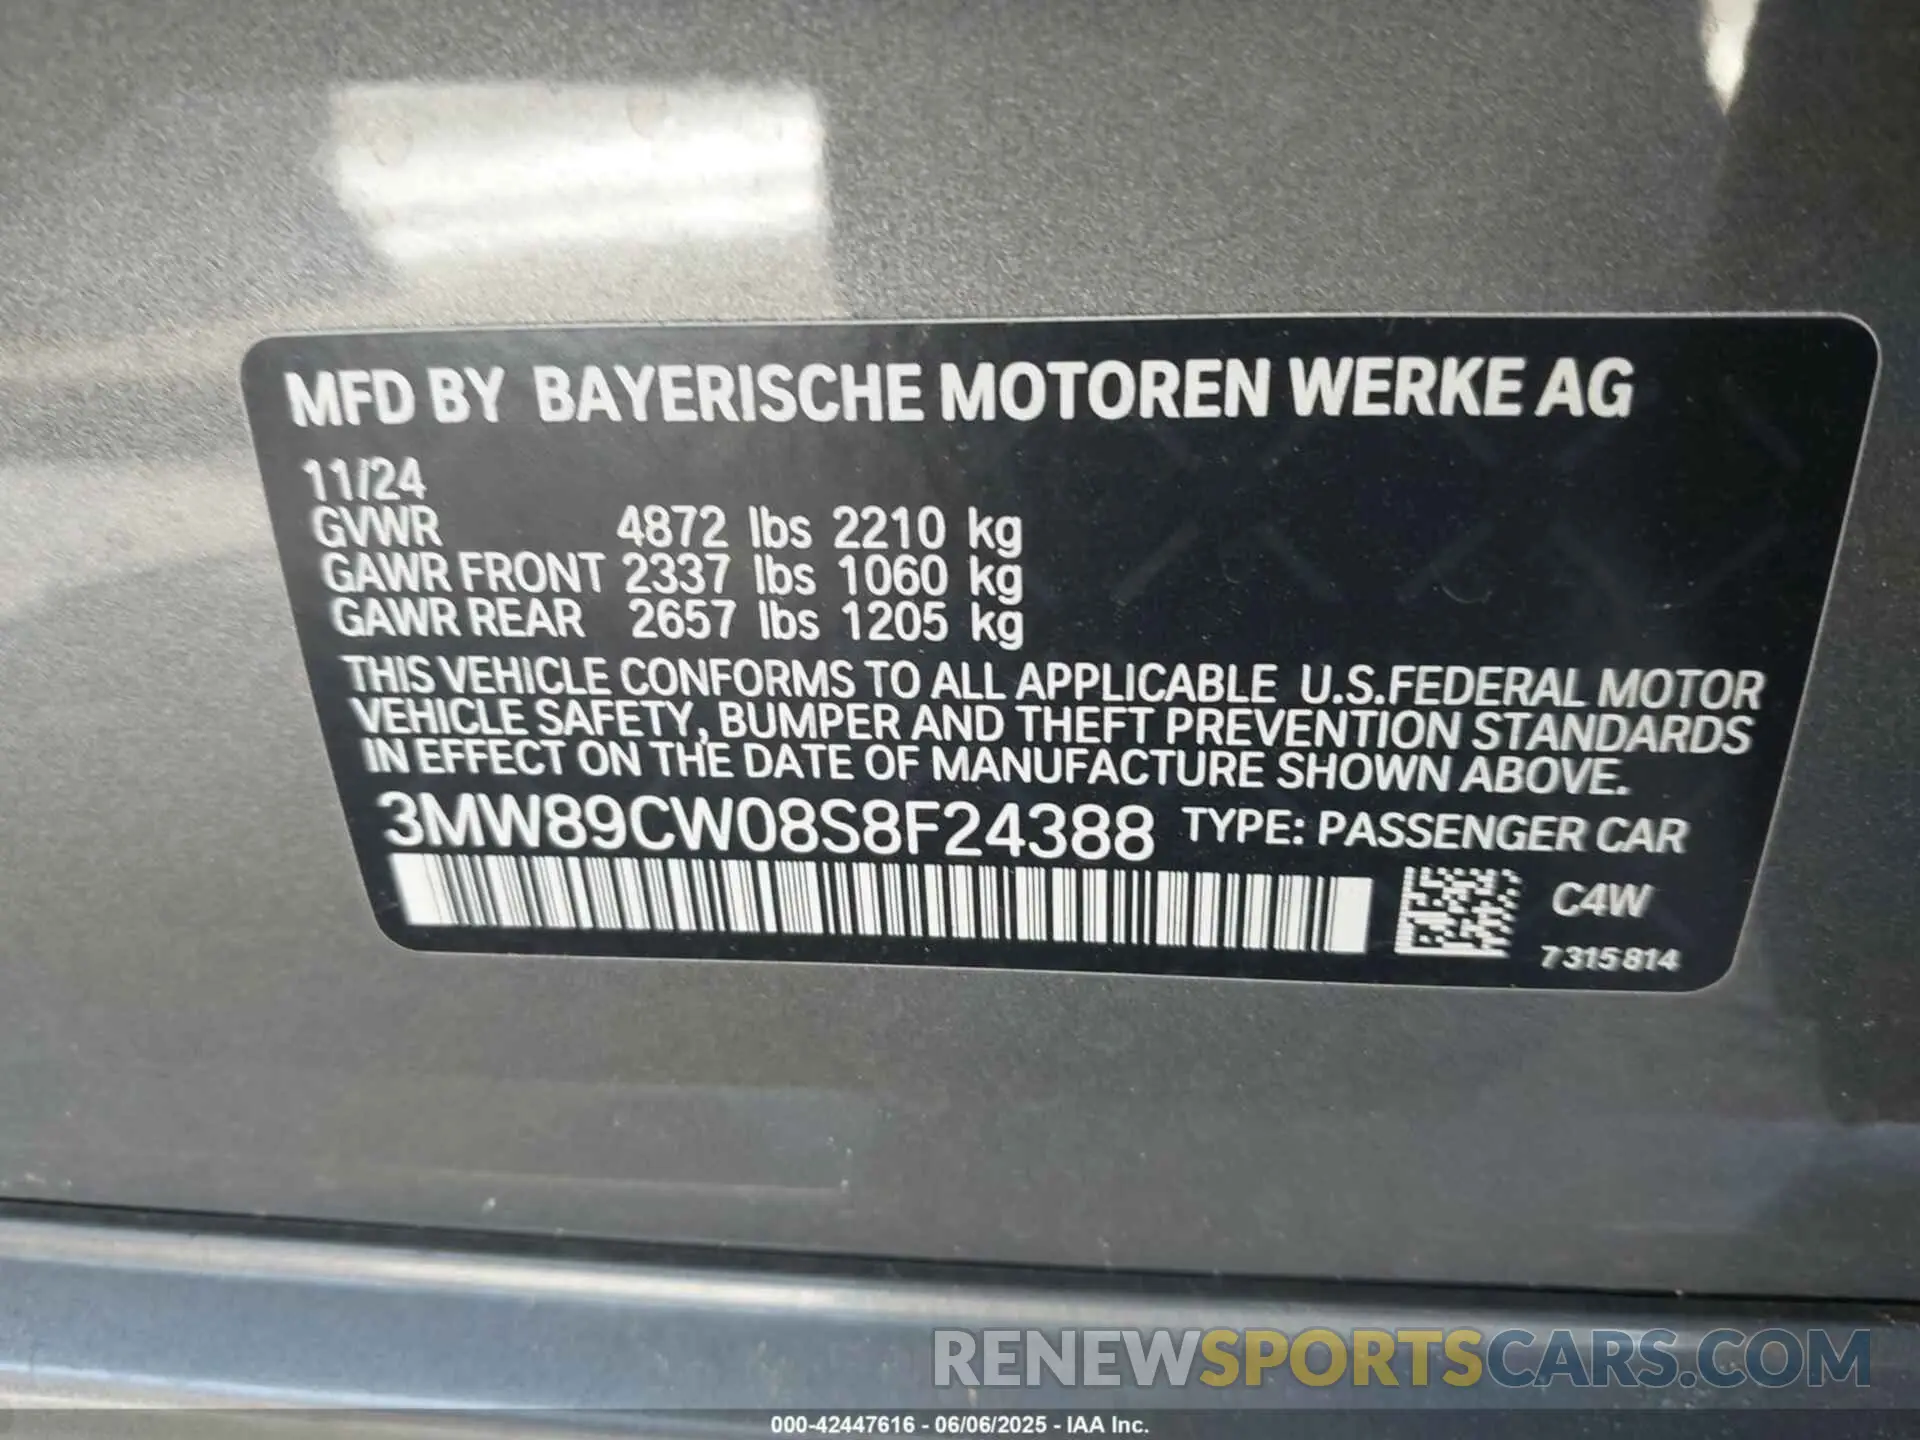 MFD BY BAYERISCHE MOTOREN WERKE AG
11/24
GVWR 4872 lbs 2210 kg
GAWR FRONT 2337 lbs 1060 kg
GAWR REAR 2657 lbs 1205 kg
THIS VEHICLE CONFORMS TO ALL APPLICABLE U.S.FEDERAL MOTOR
VEHICLE SAFETY, BUMPER AND THEFT PREVENTION STANDARDS
IN EFFECT ON THE DATE OF MANUFACTURE SHOWN ABOVE.
3MW89CW08S8F24388 TYPE: PASSENGER CAR
C4W
7315814
RENEWSPORTSCARS.COM
000-42447616 - 06/06/2025 - IAA Inc.